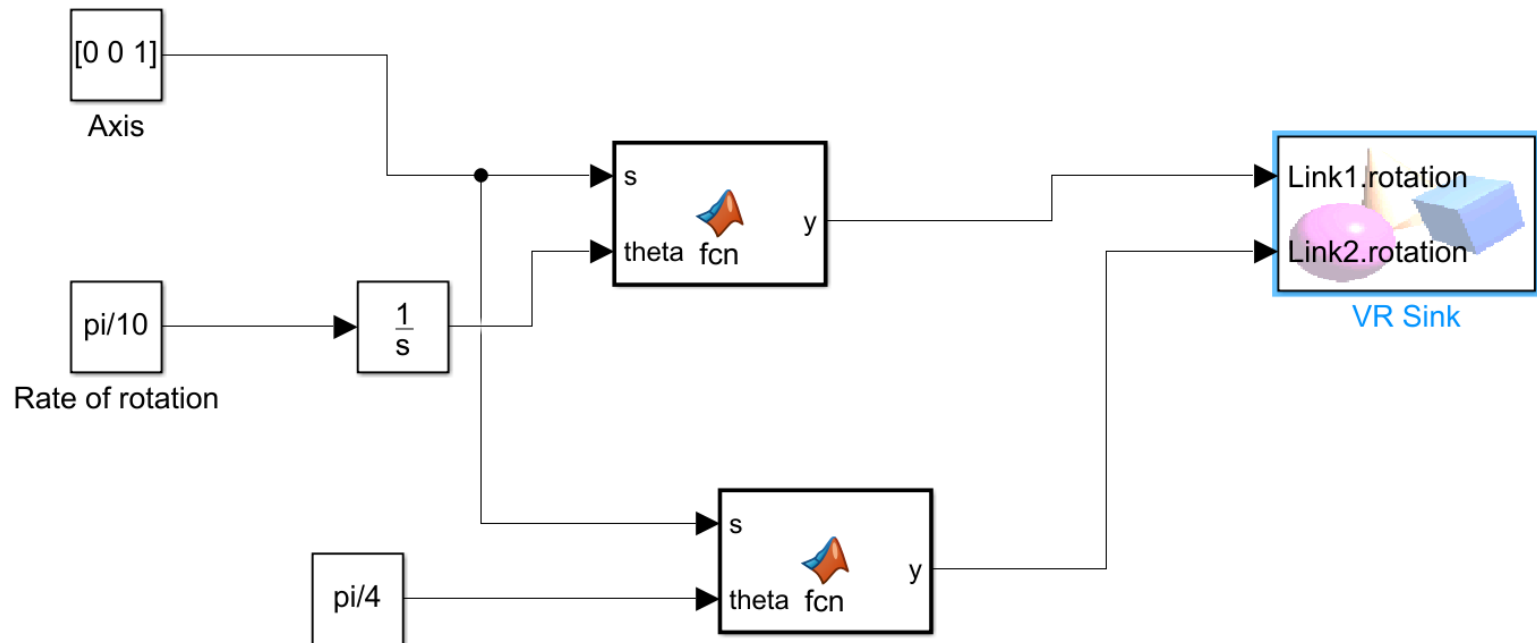 [0 0 1]
Axis
s
theta
fcn
y
Link1.rotation
Link2.rotation
VR Sink
pi/10
1
s
Rate of rotation
s
theta
fcn
y
pi/4